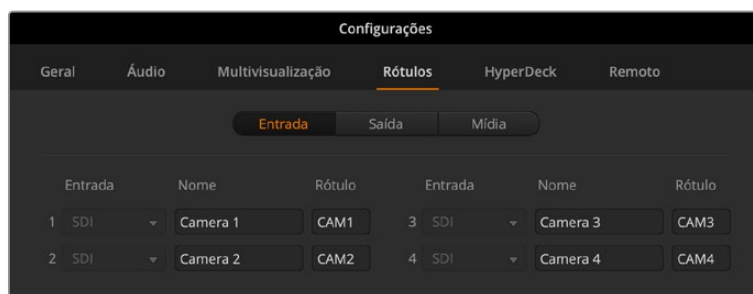 Configurações
Geral Áudio Multivisualização Rótulos HyperDeck Remoto
Entrada Saída Mídia
Entrada Nome Rótulo Entrada Nome Rótulo
1 SDI Camera 1 CAM1 3 SDI Camera 3 CAM3
2 SDI Camera 2 CAM2 4 SDI Camera 4 CAM4